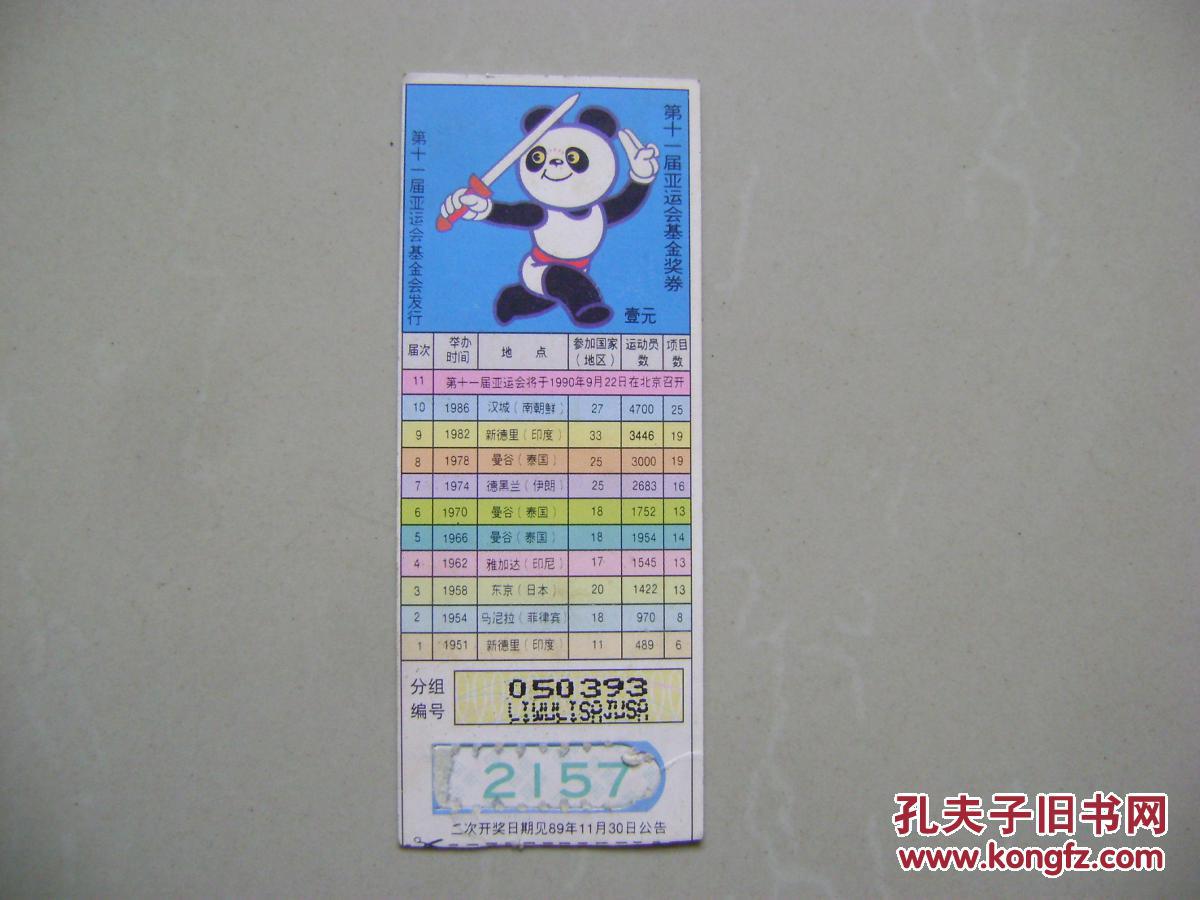 第十一届亚运会基金会发行
第十一届亚运会基金奖券
壹元
届次 举办时间 地点 参加国家(地区) 运动员数 项目数
11 第十一届亚运会将于1990年9月22日在北京召开
10 1986 汉城(南朝鲜) 27 4700 25
9 1982 新德里(印度) 33 3446 19
8 1978 曼谷(泰国) 25 3000 19
7 1974 德黑兰(伊朗) 25 2683 16
6 1970 曼谷(泰国) 18 1752 13
5 1966 曼谷(泰国) 18 1954 14
4 1962 雅加达(印尼) 17 1545 13
3 1958 东京(日本) 20 1422 13
2 1954 马尼拉(菲律宾) 18 970 8
1 1951 新德里(印度) 11 489 6
分组
编号
050393
LIWULISAJUSA
2157
二次开奖日期见89年11月30日公告
孔夫子旧书网
www.kongfz.com